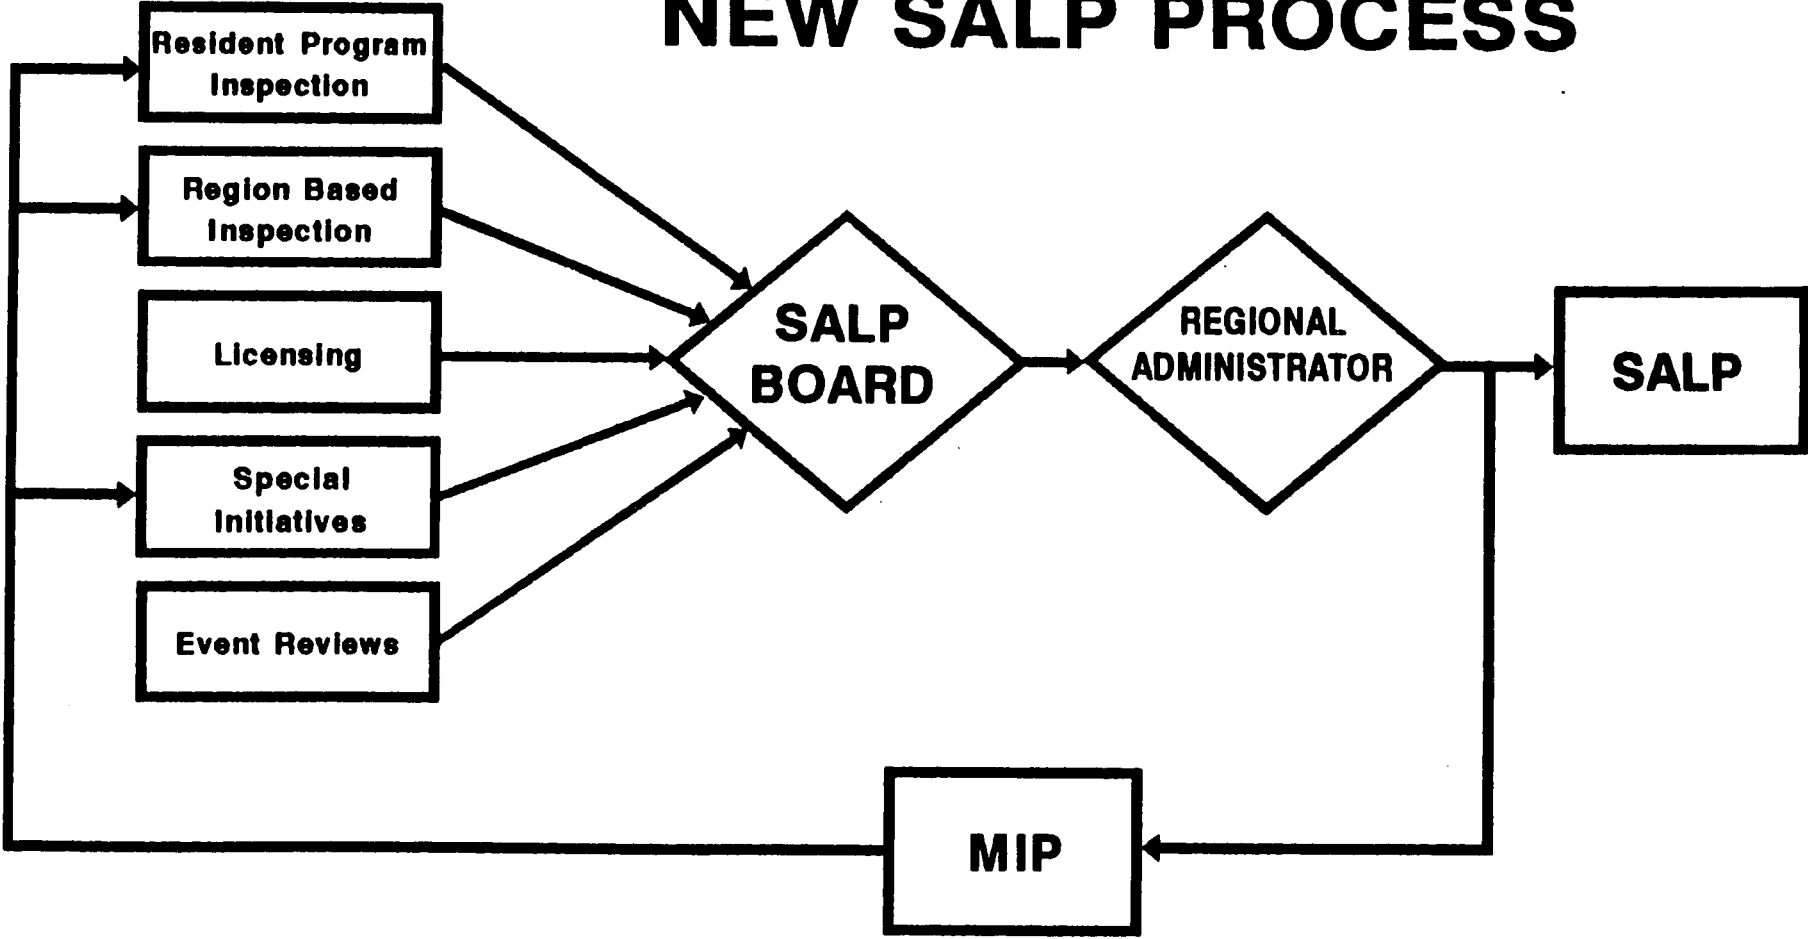 NEW SALP PROCESS
Resident Program
Inspection
Region Based
Inspection
Licensing
Special
Initiatives
Event Reviews
SALP
BOARD
REGIONAL
ADMINISTRATOR
SALP
MIP